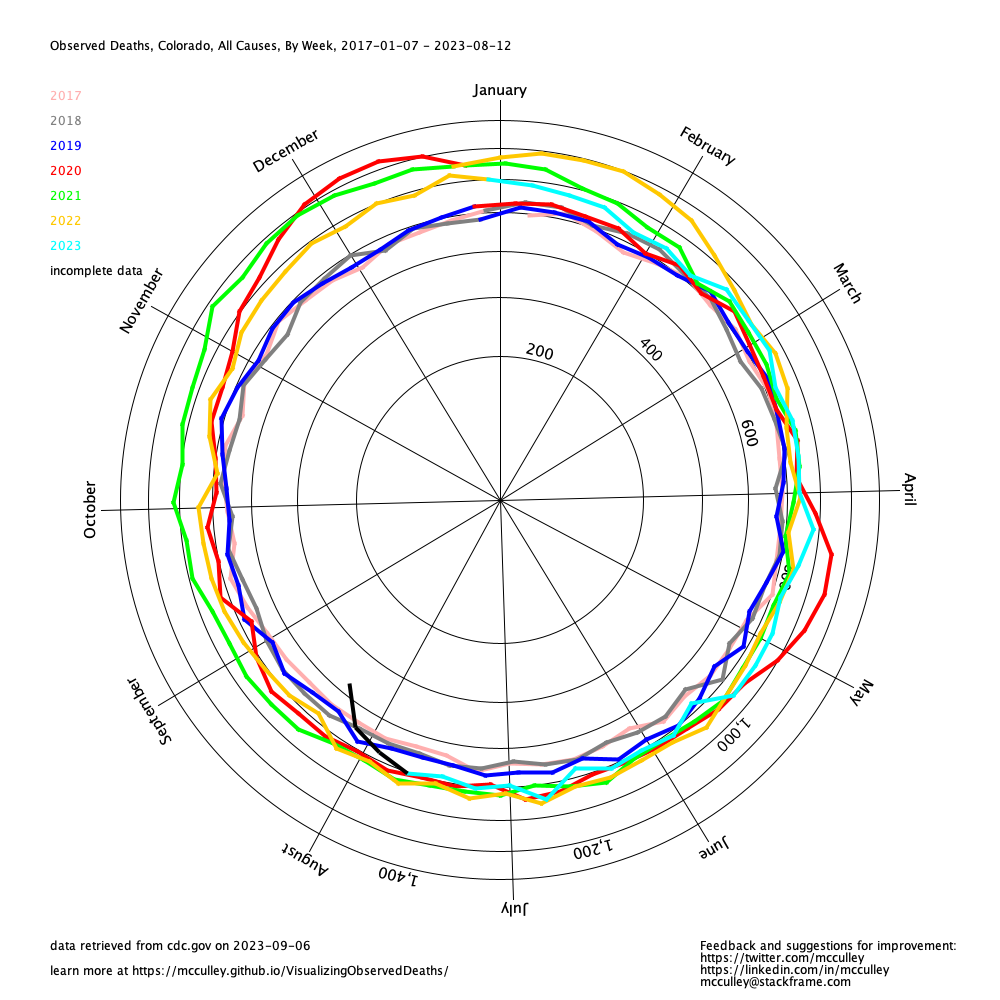 Observed Deaths, Colorado, All Causes, By Week, 2017-01-07 - 2023-08-12
January
2017
2018
2019
2020
2021
2022
2023
incomplete data
December
February
November
March
200
400
600
October
April
800
September
May
1,000
August
June
1,200
1,400
July
data retrieved from cdc.gov on 2023-09-06
learn more at https://mcculley.github.io/VisualizingObservedDeaths/
Feedback and suggestions for improvement:
https://twitter.com/mcculley
https://linkedin.com/in/mcculley
mcculley@stackframe.com